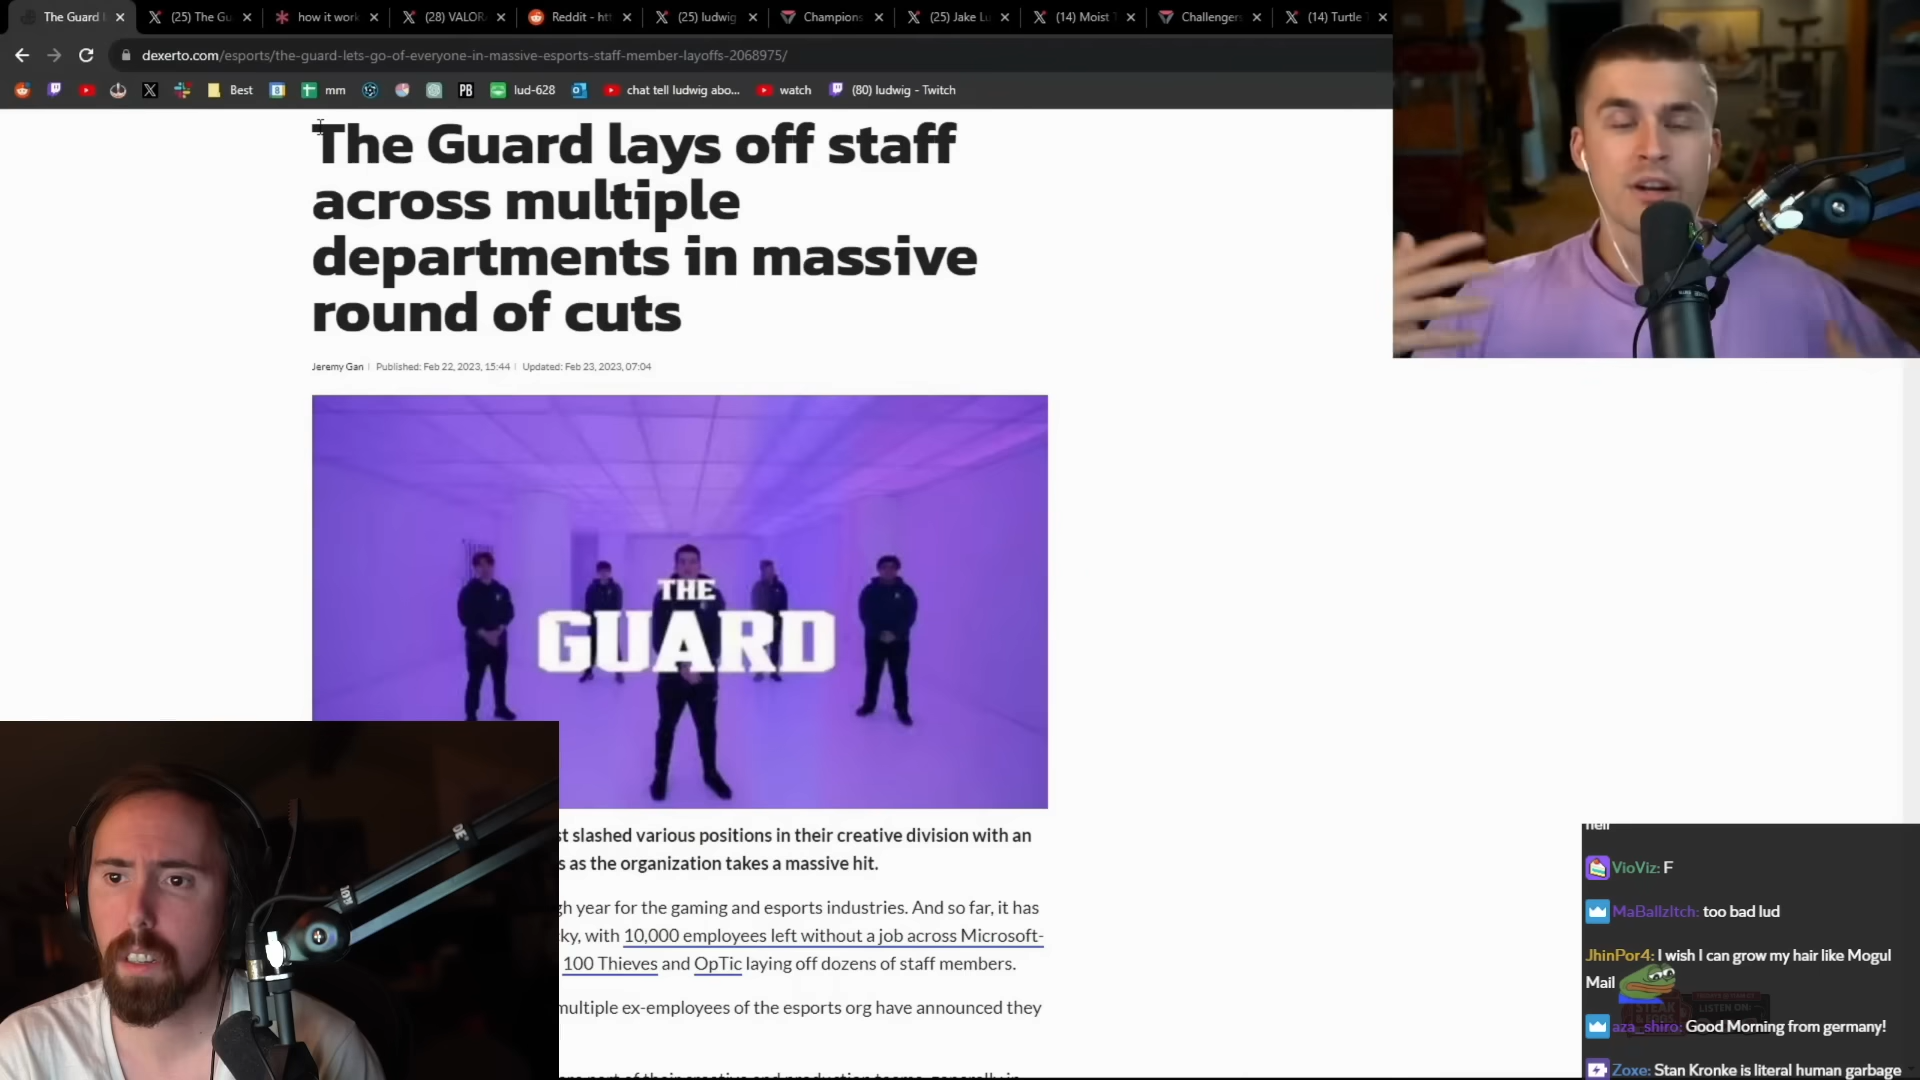 The Guard
(25) The Gu
how it work
(28) VALOR
Reddit - ht
(25) ludwig
Champions
(25) Jake L
(14) Moist
Challenger
(14) Turtle
dexerto.com/esports/the-guard-lets-go-of-everyone-in-massive-esports-staff-member-layoffs-2068975/
Best
mm
PB
lud-628
chat tell ludwig abo...
watch
(80) ludwig - Twitch
The Guard lays off staff
across multiple
departments in massive
round of cuts
Jeremy Gan | Published: Feb 22, 2023, 15:44 | Updated: Feb 23, 2023, 07:04
THE
GUARD
st slashed various positions in their creative division with an
s as the organization takes a massive hit.
gh year for the gaming and esports industries. And so far, it has
ky, with 10,000 employees left without a job across Microsoft-
100 Thieves and OpTic laying off dozens of staff members.
multiple ex-employees of the esports org have announced they
VioViz: F
MaBallzItch: too bad lud
JhinPor4: I wish I can grow my hair like Mogul
Mail
aza_shiro: Good Morning from germany!
Zoxe: Stan Kronke is literal human garbage